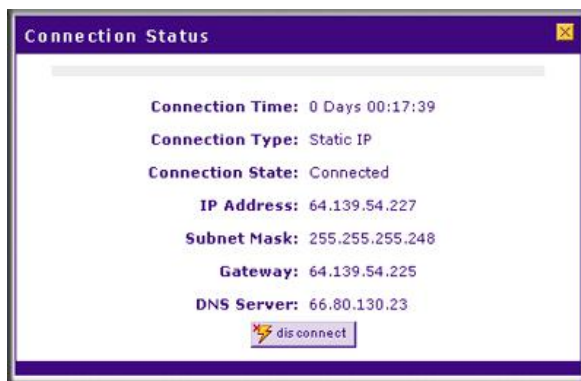 Connection Status
Connection Time: 0 Days 00:17:39
Connection Type: Static IP
Connection State: Connected
IP Address: 64.139.54.227
Subnet Mask: 255.255.255.248
Gateway: 64.139.54.225
DNS Server: 66.80.130.23
disconnect